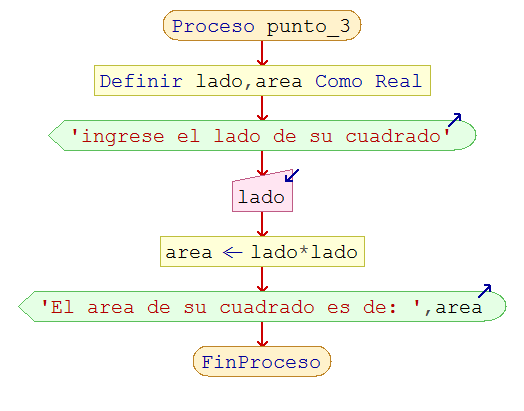 Proceso punto_3
Definir lado,area Como Real
'ingrese el lado de su cuadrado'
lado
area ← lado*lado
'El area de su cuadrado es de: ',area
FinProceso